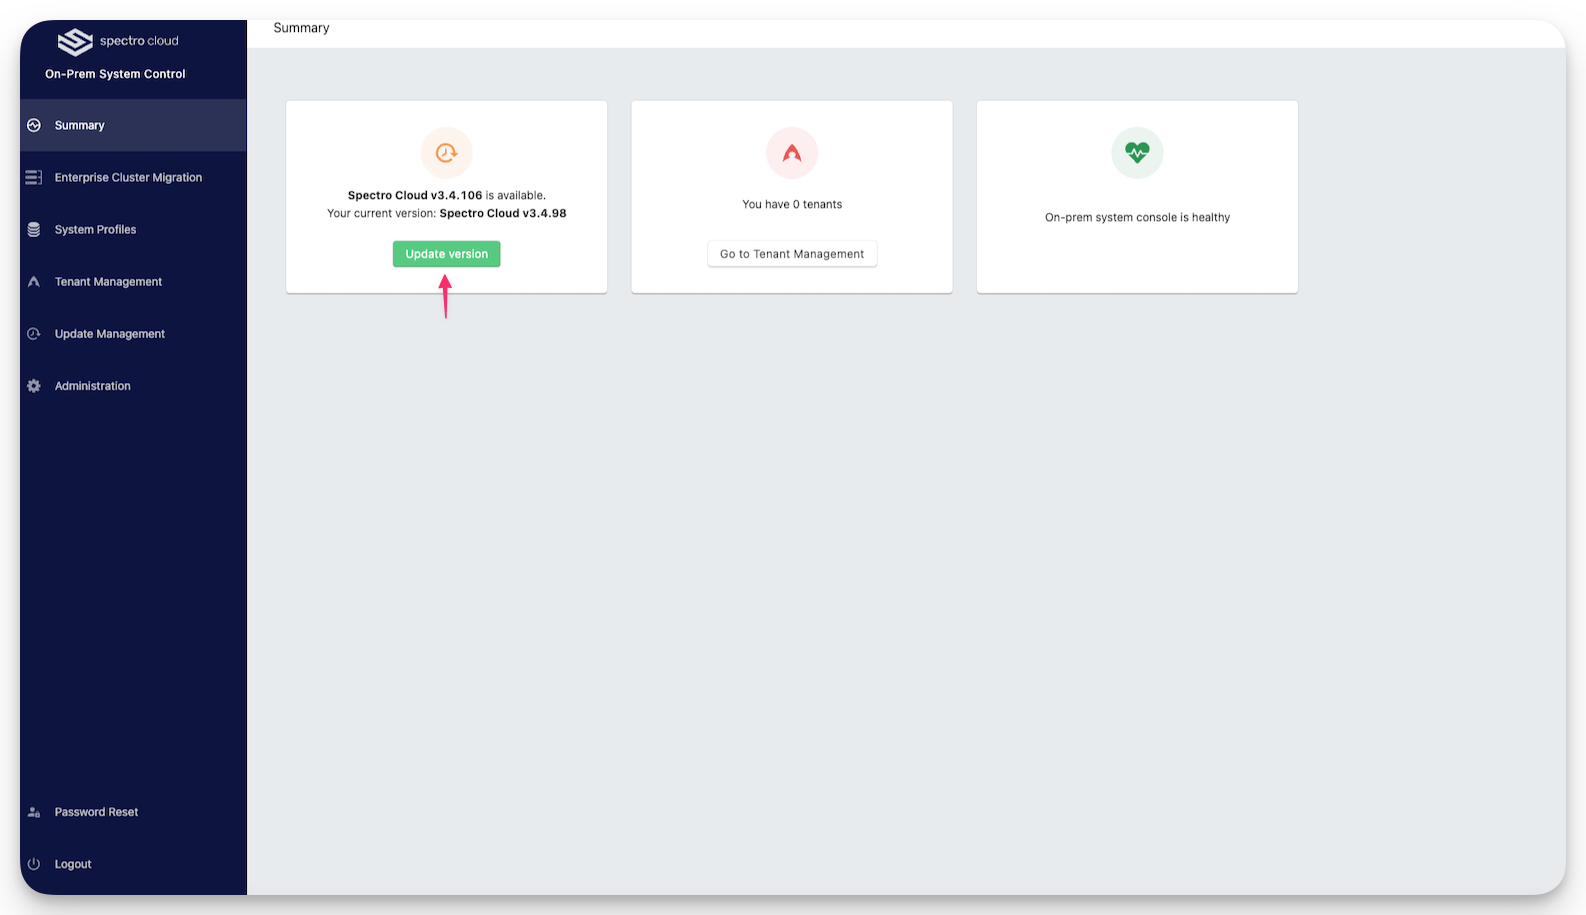 spectro cloud
On-Prem System Control
Summary
Enterprise Cluster Migration
System Profiles
Tenant Management
Update Management
Administration
Password Reset
Logout
Summary
Spectro Cloud v3.4.106 is available.
Your current version: Spectro Cloud v3.4.98
Update version
You have 0 tenants
Go to Tenant Management
On-prem system console is healthy